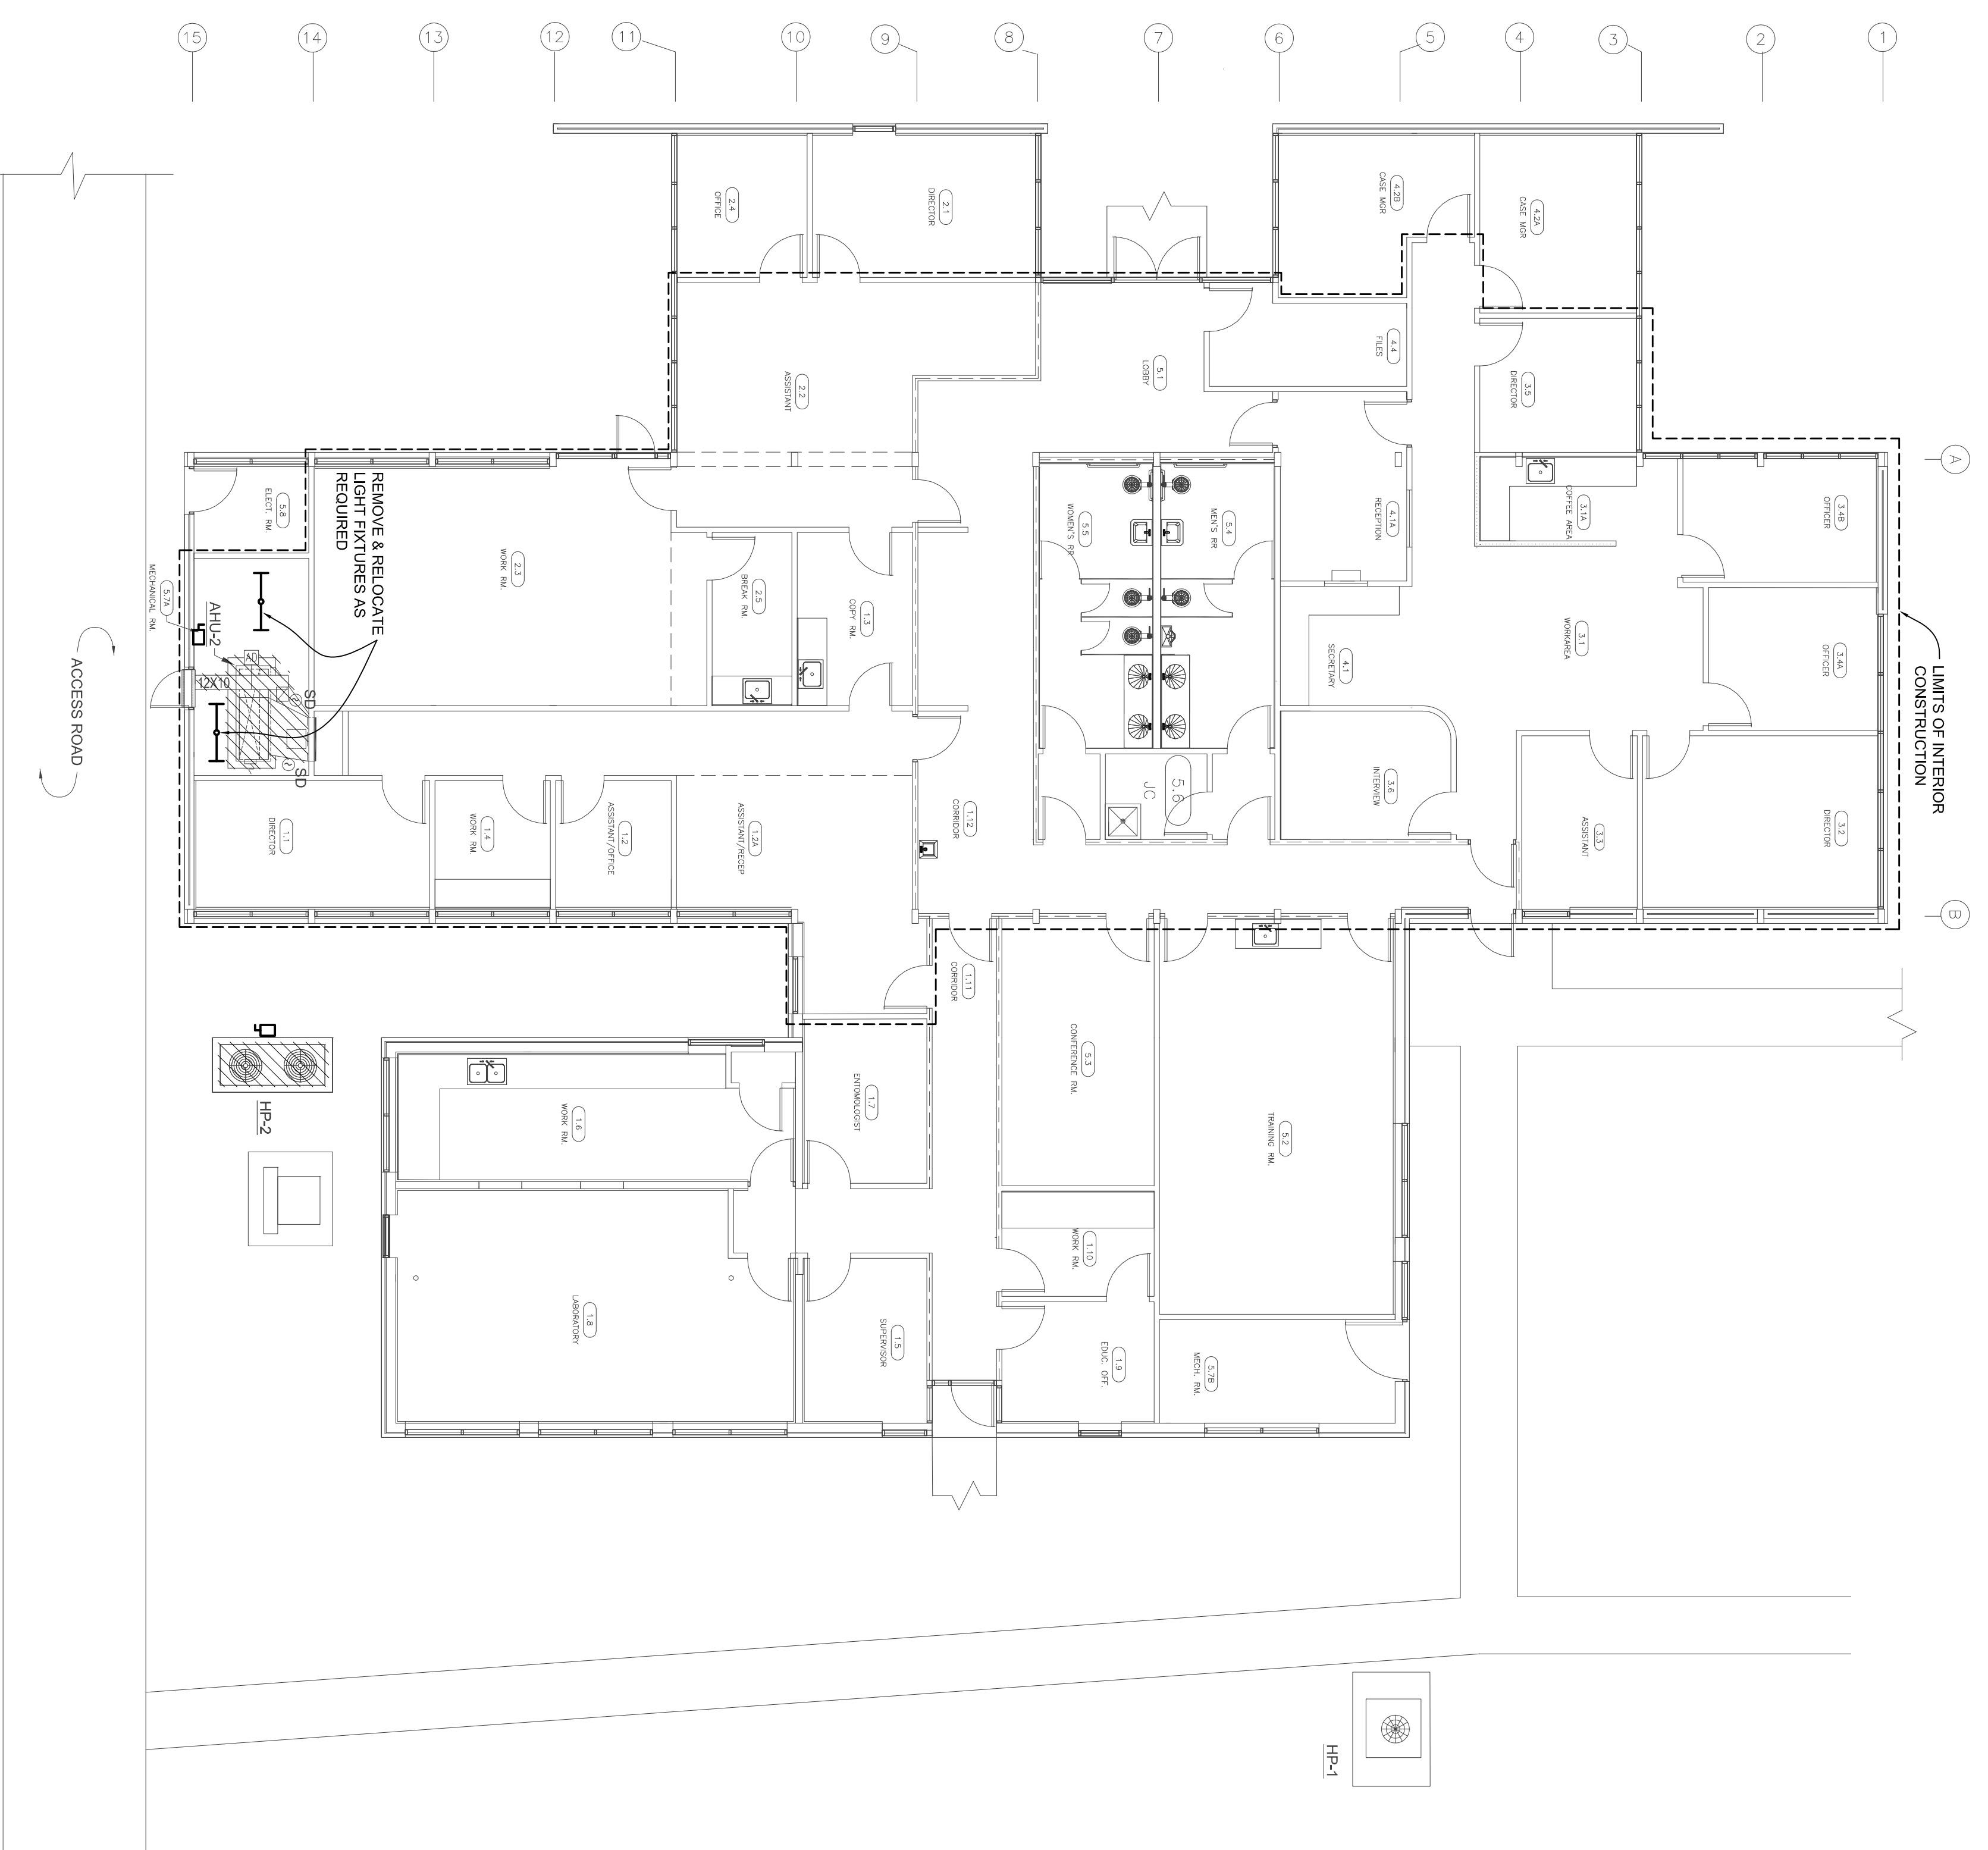 15
14
13
12
11
10
9
8
7
6
5
4
3
2
1
A
B
LIMITS OF INTERIOR
CONSTRUCTION
2.4
OFFICE
2.1
DIRECTOR
4.2B
CASE MGR
4.2A
CASE MGR
2.2
ASSISTANT
5.1
LOBBY
4.4
FILES
3.5
DIRECTOR
5.8
ELECT. RM.
REMOVE & RELOCATE
LIGHT FIXTURES AS
REQUIRED
2.3
WORK RM.
2.5
BREAK RM.
1.3
COPY RM.
5.5
WOMEN'S RR
5.4
MEN'S RR
4.1A
RECEPTION
3.1A
COFFEE AREA
3.4B
OFFICER
5.7A
MECHANICAL RM.
AHU-2
AD
12X10
SD
SD
4.1
SECRETARY
3.1
WORKAREA
3.4A
OFFICER
ACCESS ROAD
1.1
DIRECTOR
1.4
WORK RM.
1.2
ASSISTANT/OFFICE
1.2A
ASSISTANT/RECEP
1.12
CORRIDOR
5.6
JC
3.6
INTERVIEW
3.3
ASSISTANT
3.2
DIRECTOR
1.11
CORRIDOR
HP-2
1.6
WORK RM.
1.7
ENTOMOLOGIST
5.3
CONFERENCE RM.
5.2
TRAINING RM.
1.10
WORK RM.
1.8
LABORATORY
1.5
SUPERVISOR
1.9
EDUC. OFF.
5.7B
MECH. RM.
HP-1